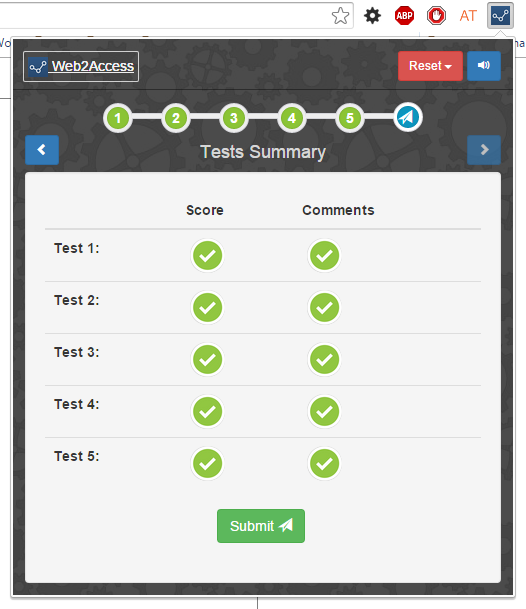 ABP
AT
Web2Access
Reset
1 2 3 4 5
Tests Summary
Score Comments
Test 1:
Test 2:
Test 3:
Test 4:
Test 5:
Submit